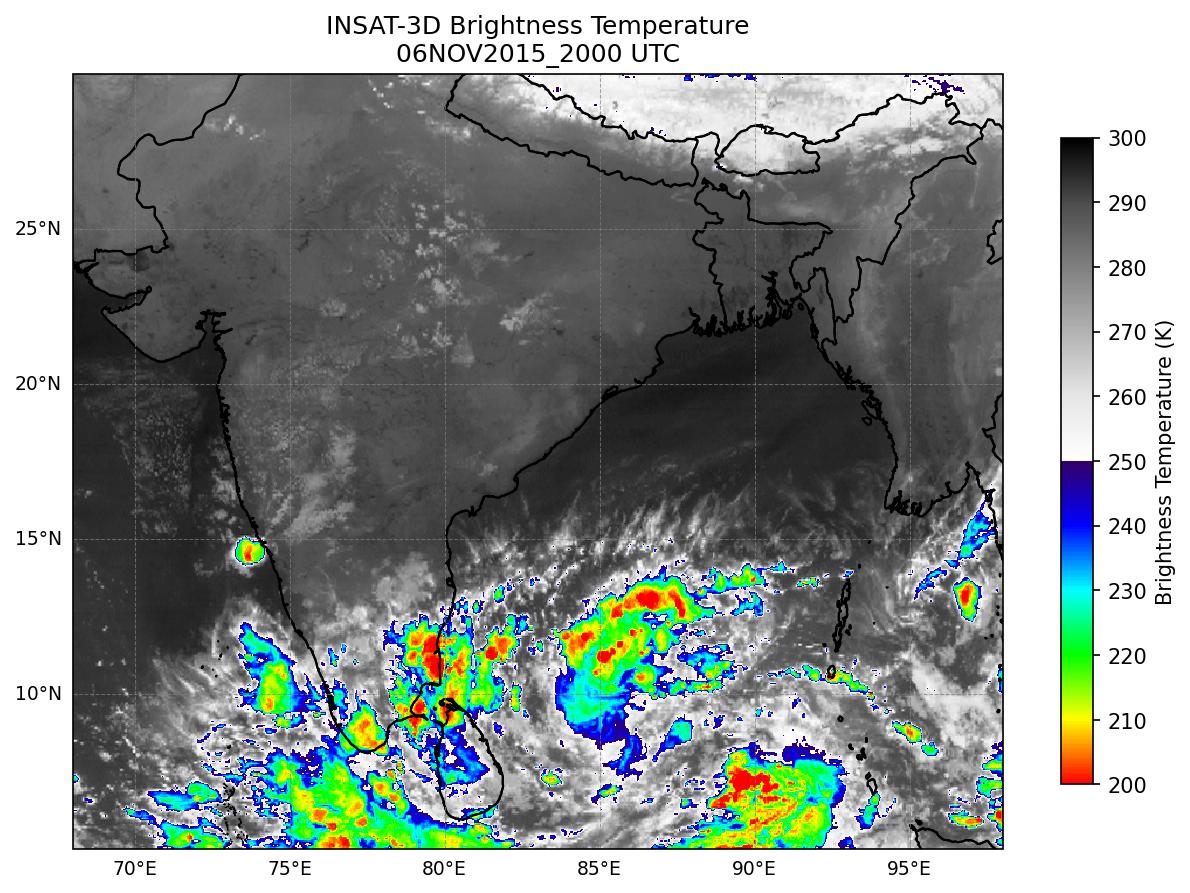 INSAT-3D Brightness Temperature
06NOV2015_2000 UTC
25°N
20°N
15°N
10°N
70°E
75°E
80°E
85°E
90°E
95°E
300
290
280
270
260
250
240
230
220
210
200
Brightness Temperature (K)